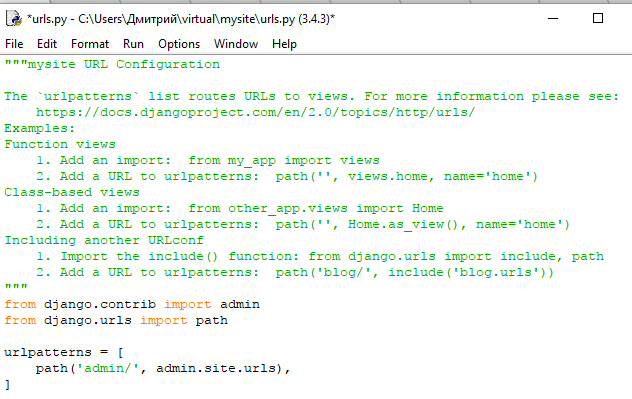 *urls.py - C:\Users\Дмитрий\virtual\mysite\urls.py (3.4.3)*
File Edit Format Run Options Window Help
"""mysite URL Configuration

The `urlpatterns` list routes URLs to views. For more information please see:
    https://docs.djangoproject.com/en/2.0/topics/http/urls/
Examples:
Function views
    1. Add an import:  from my_app import views
    2. Add a URL to urlpatterns:  path('', views.home, name='home')
Class-based views
    1. Add an import:  from other_app.views import Home
    2. Add a URL to urlpatterns:  path('', Home.as_view(), name='home')
Including another URLconf
    1. Import the include() function: from django.urls import include, path
    2. Add a URL to urlpatterns:  path('blog/', include('blog.urls'))
"""
from django.contrib import admin
from django.urls import path

urlpatterns = [
    path('admin/', admin.site.urls),
]